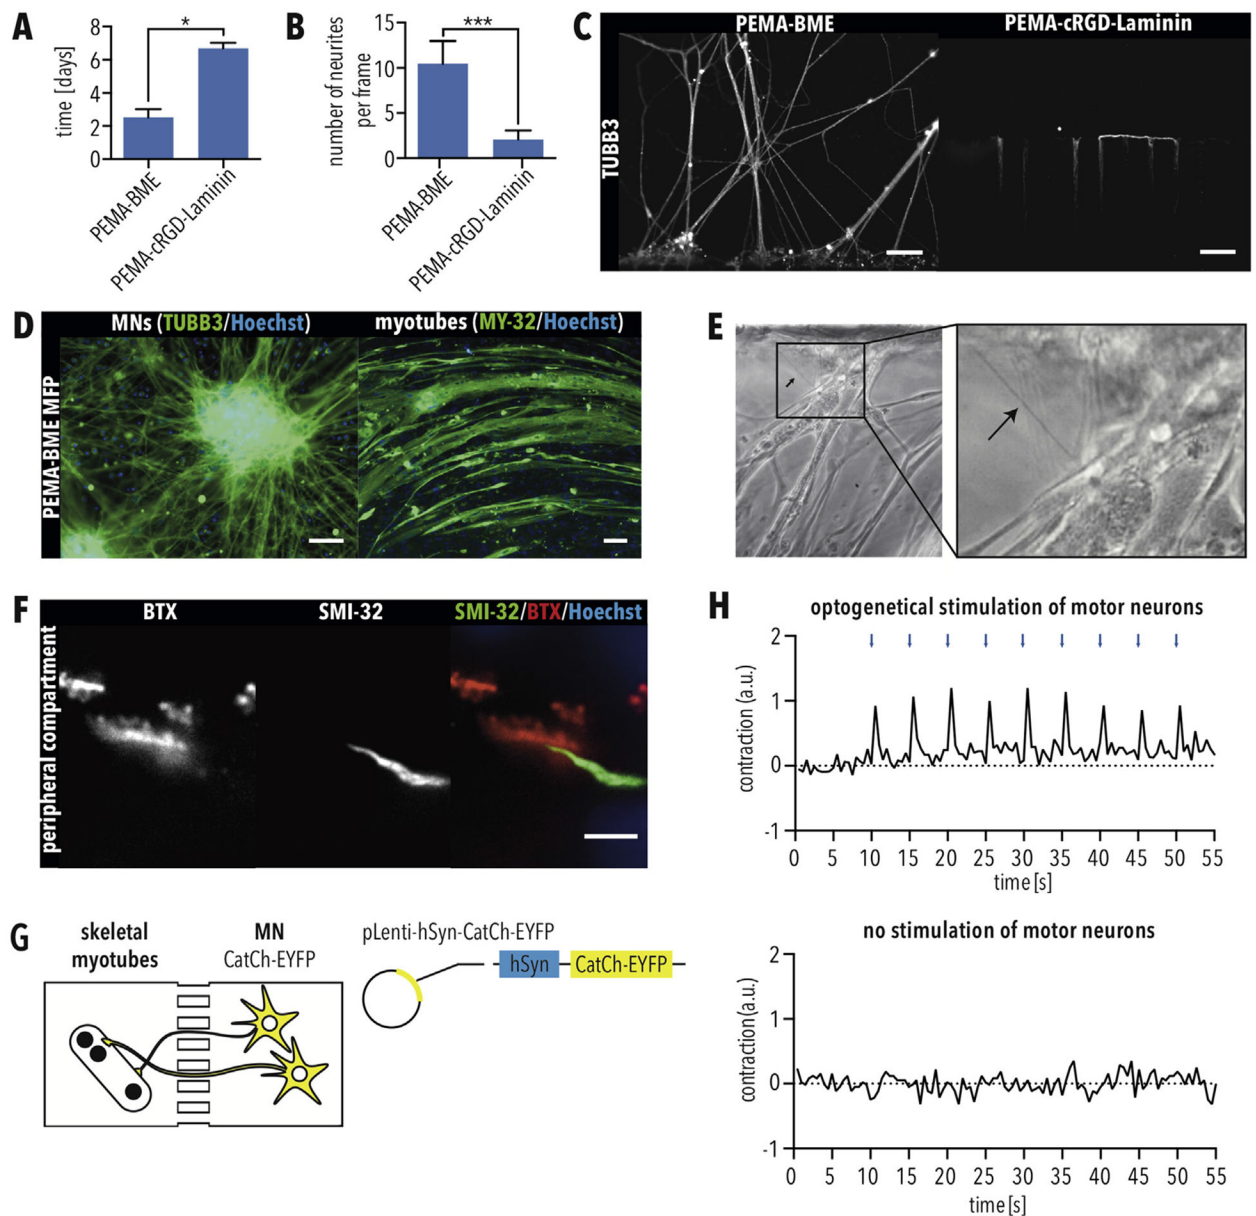 A
time [days]
8
6
4
2
0
*
PEMA-BME
PEMA-cRGD-Laminin
B
number of neurites
per frame
15
10
5
0
***
PEMA-BME
PEMA-cRGD-Laminin
C
PEMA-BME
PEMA-cRGD-Laminin
TUBB3
D
MNs (TUBB3/Hoechst)
myotubes (MY-32/Hoechst)
PEMA-BME MFP
E
F
BTX
SMI-32
SMI-32/BTX/Hoechst
peripheral compartment
G
skeletal
myotubes
MN
CatCh-EYFP
pLenti-hSyn-CatCh-EYFP
hSyn
CatCh-EYFP
H
optogenetical stimulation of motor neurons
contraction (a.u.)
2
1
0
-1
0 5 10 15 20 25 30 35 40 45 50 55
time [s]
no stimulation of motor neurons
contraction (a.u.)
2
1
0
-1
0 5 10 15 20 25 30 35 40 45 50 55
time [s]